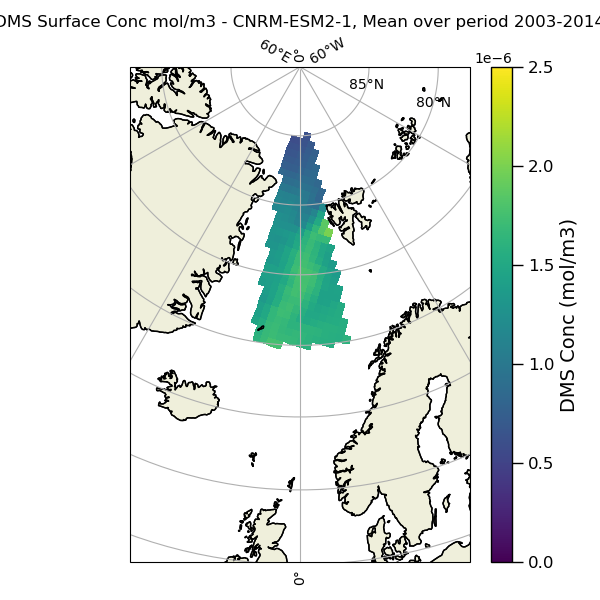 DMS Surface Conc mol/m3 - CNRM-ESM2-1, Mean over period 2003-2014
60°E 0° 60°W
85°N
80°N
1e−6
2.5
2.0
1.5
1.0
0.5
0.0
DMS Conc (mol/m3)
0°